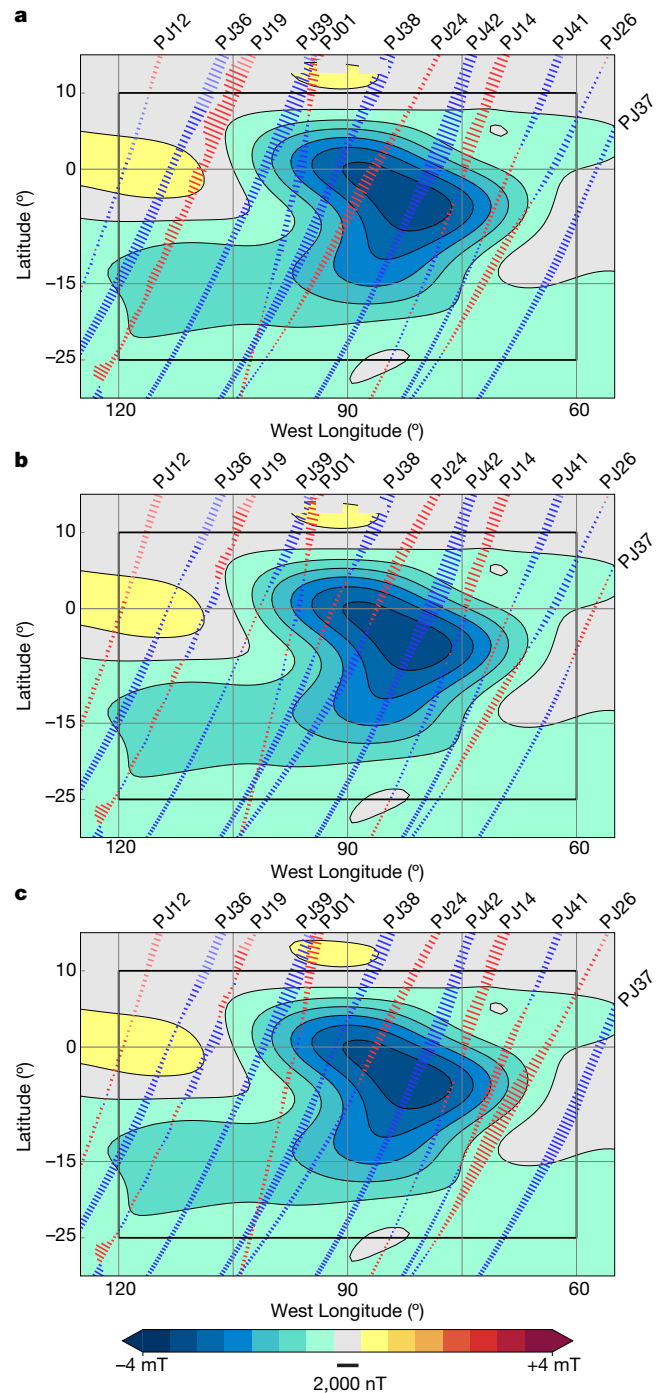 a
PJ12 PJ36 PJ19 PJ39 PJ01 PJ38 PJ24 PJ42 PJ14 PJ41 PJ26
PJ37
10
0
−15
−25
Latitude (º)
120 90 60
West Longitude (º)
b
PJ12 PJ36 PJ19 PJ39 PJ01 PJ38 PJ24 PJ42 PJ14 PJ41 PJ26
PJ37
10
0
−15
−25
Latitude (º)
120 90 60
West Longitude (º)
c
PJ12 PJ36 PJ19 PJ39 PJ01 PJ38 PJ24 PJ42 PJ14 PJ41 PJ26
PJ37
10
0
−15
−25
Latitude (º)
120 90 60
West Longitude (º)
−4 mT +4 mT
2,000 nT